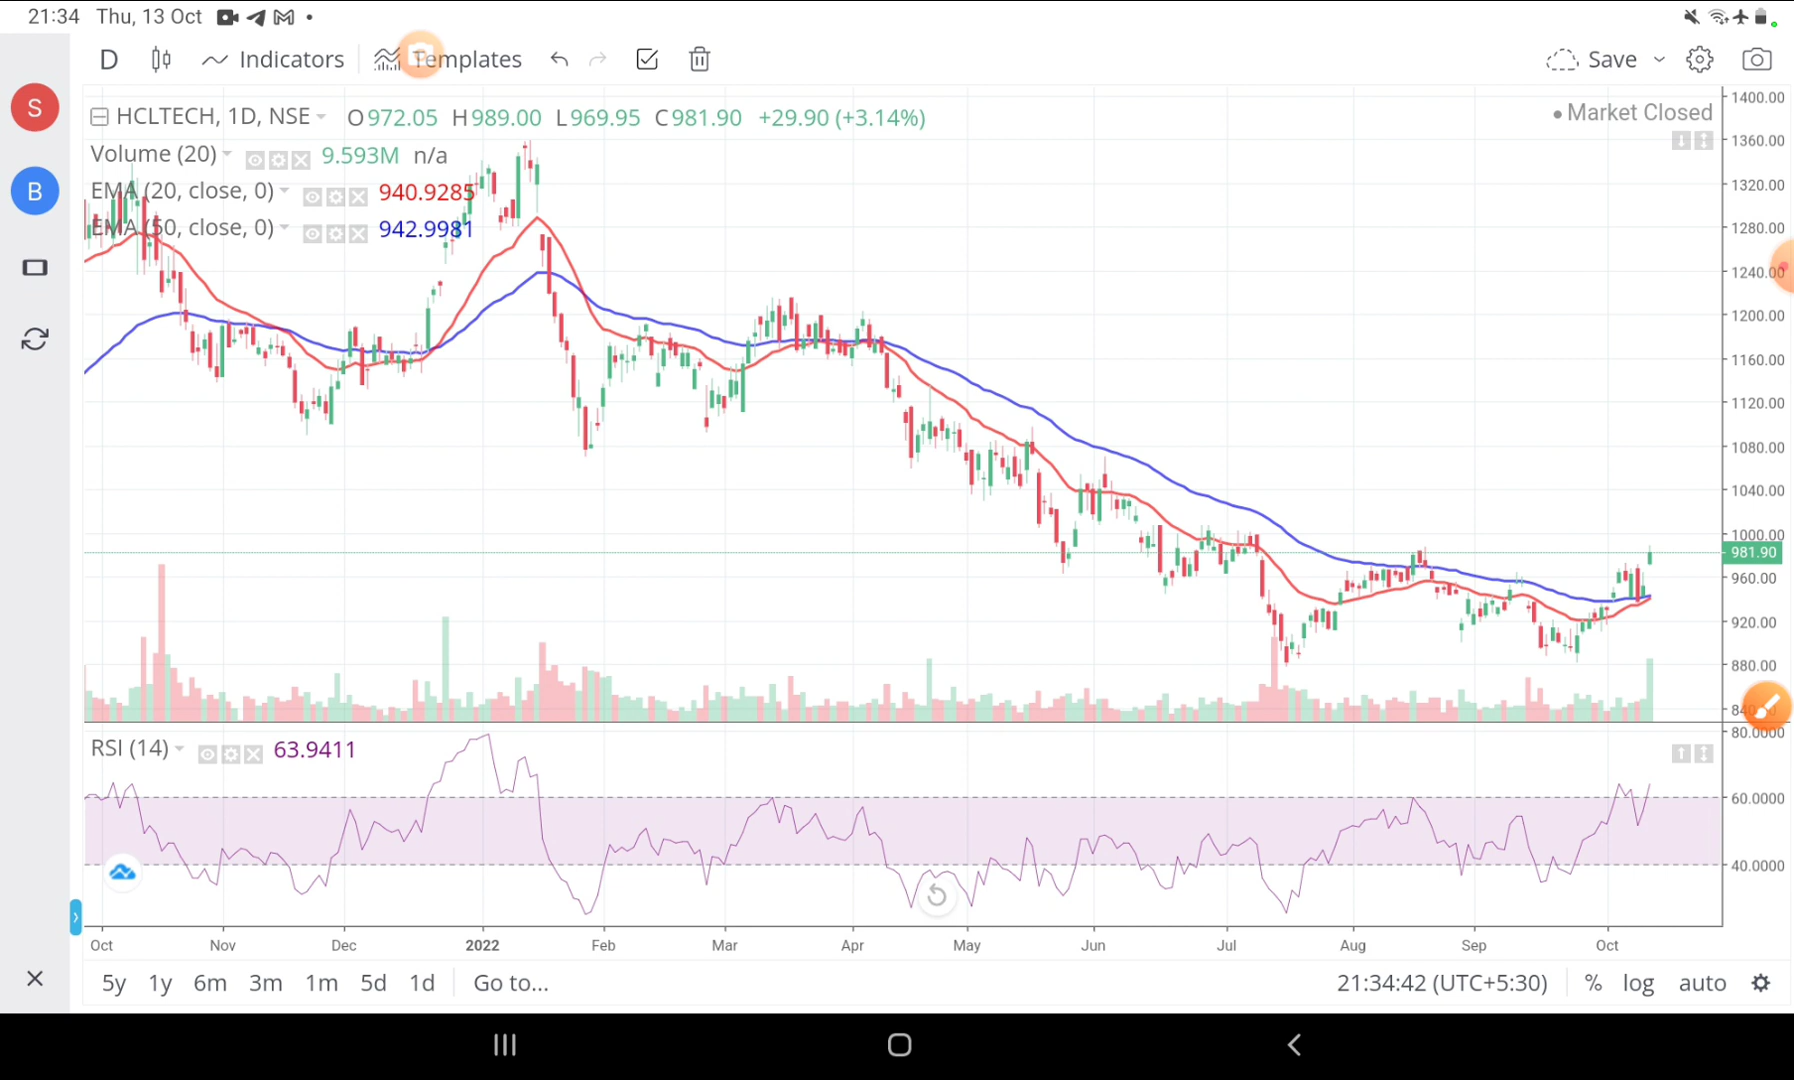 21:34 Thu, 13 Oct
D Indicators Templates Save
S
B
HCLTECH, 1D, NSE O972.05 H989.00 L969.95 C981.90 +29.90 (+3.14%)
Market Closed
Volume (20) 9.593M n/a
EMA (20, close, 0) 940.9285
EMA (50, close, 0) 942.9981
1400.00
1360.00
1320.00
1280.00
1240.00
1200.00
1160.00
1120.00
1080.00
1040.00
1000.00
981.90
960.00
920.00
880.00
RSI (14) 63.9411
80.0000
60.0000
40.0000
Oct Nov Dec 2022 Feb Mar Apr May Jun Jul Aug Sep Oct
5y 1y 6m 3m 1m 5d 1d Go to... 21:34:42 (UTC+5:30) % log auto